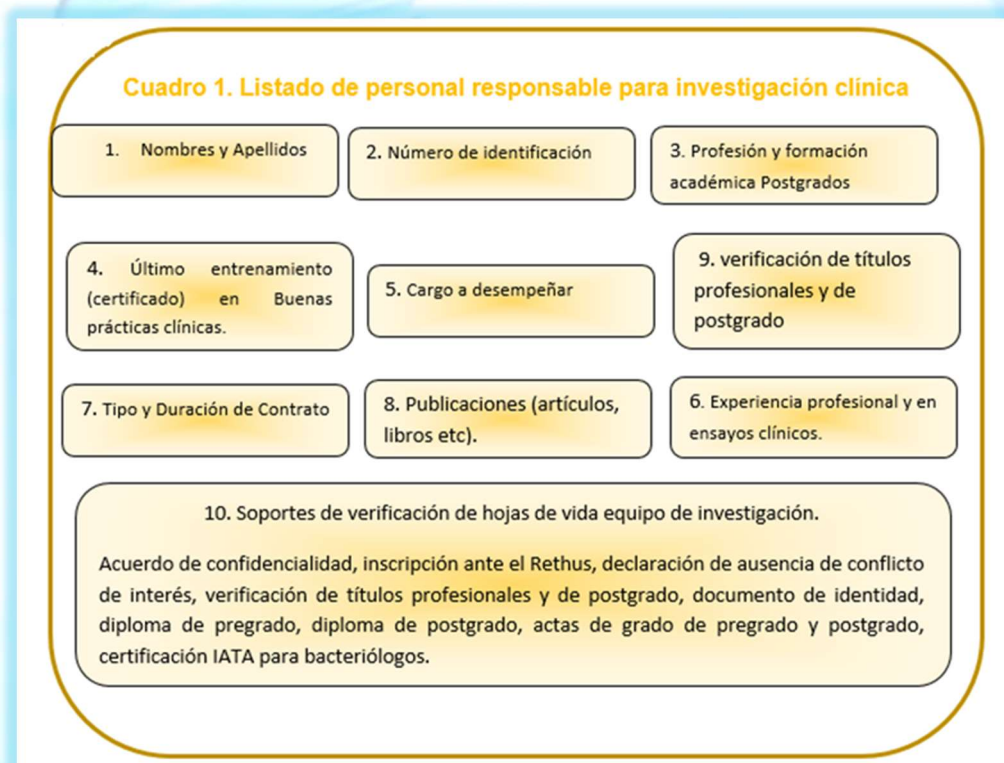 Cuadro 1. Listado de personal responsable para investigación clínica
1. Nombres y Apellidos
2. Número de identificación
3. Profesión y formación
académica Postgrados
4. Último entrenamiento
(certificado) en Buenas
prácticas clínicas.
5. Cargo a desempeñar
9. verificación de títulos
profesionales y de
postgrado
7. Tipo y Duración de Contrato
8. Publicaciones (artículos,
libros etc).
6. Experiencia profesional y en
ensayos clínicos.
10. Soportes de verificación de hojas de vida equipo de investigación.
Acuerdo de confidencialidad, inscripción ante el Rethus, declaración de ausencia de conflicto
de interés, verificación de títulos profesionales y de postgrado, documento de identidad,
diploma de pregrado, diploma de postgrado, actas de grado de pregrado y postgrado,
certificación IATA para bacteriólogos.